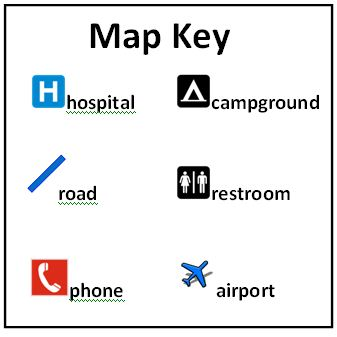 Map Key
H hospital
campground
road
restroom
phone
airport